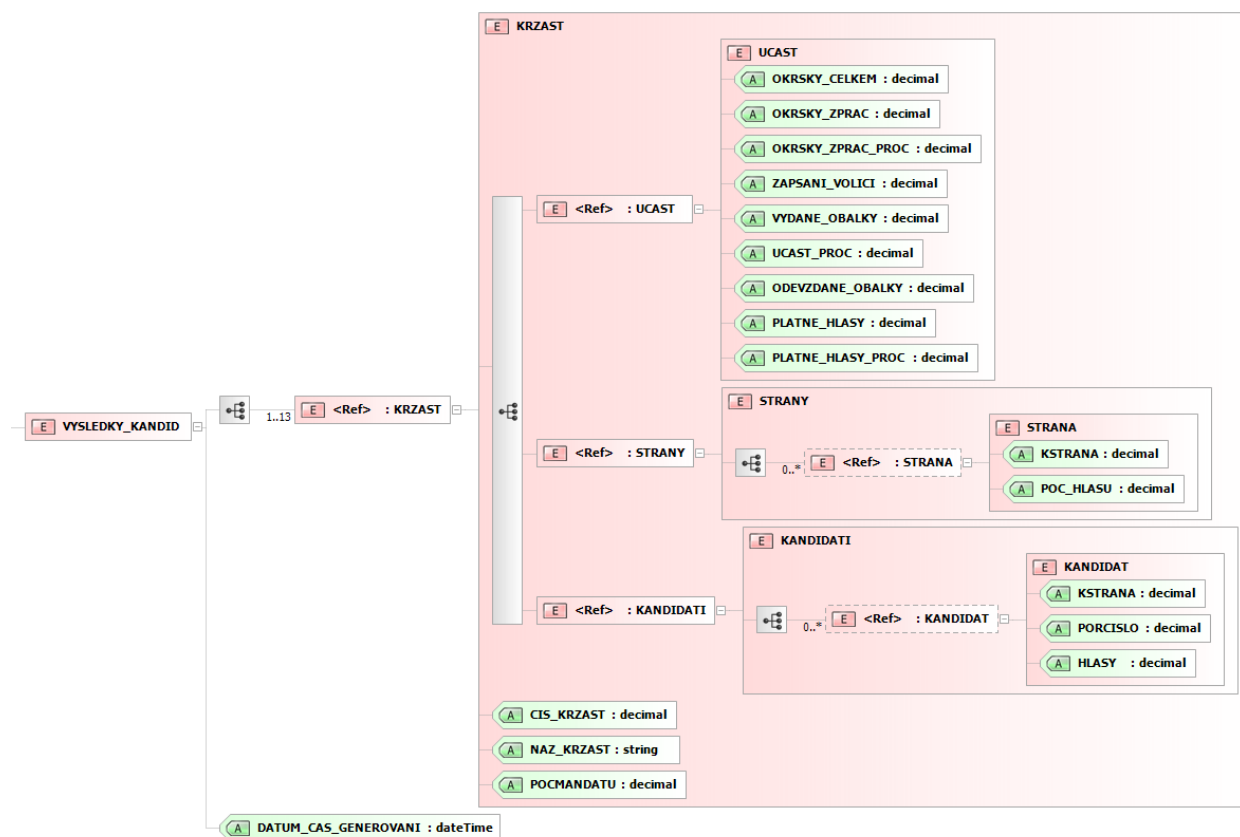 E KRZAST
E UCAST
A OKRSKY_CELKEM : decimal
A OKRSKY_ZPRAC : decimal
A OKRSKY_ZPRAC_PROC : decimal
A ZAPSANI_VOLICI : decimal
E <Ref> : UCAST
A VYDANE_OBALKY : decimal
A UCAST_PROC : decimal
A ODEVZDANE_OBALKY : decimal
A PLATNE_HLASY : decimal
A PLATNE_HLASY_PROC : decimal
E VYSLEDKY_KANDID
1..13
E <Ref> : KRZAST
E STRANY
E <Ref> : STRANY
0..*
E <Ref> : STRANA
E STRANA
A KSTRANA : decimal
A POC_HLASU : decimal
E KANDIDATI
E <Ref> : KANDIDATI
0..*
E <Ref> : KANDIDAT
E KANDIDAT
A KSTRANA : decimal
A PORCISLO : decimal
A HLASY : decimal
A CIS_KRZAST : decimal
A NAZ_KRZAST : string
A POCMANDATU : decimal
A DATUM_CAS_GENEROVANI : dateTime